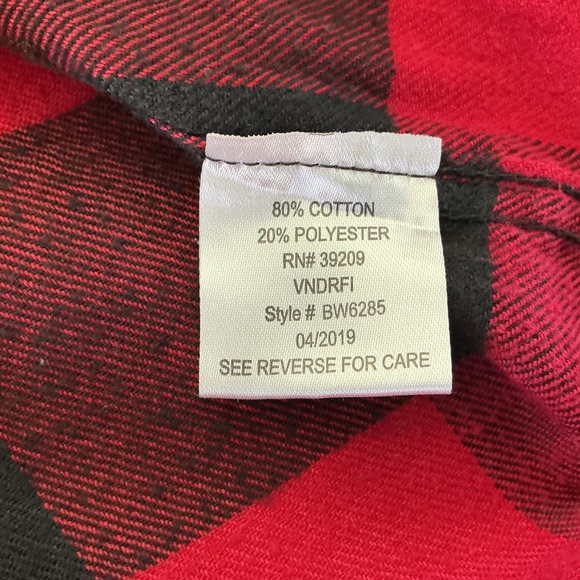 80% COTTON
20% POLYESTER
RN# 39209
VNDRFI
Style # BW6285
04/2019
SEE REVERSE FOR CARE